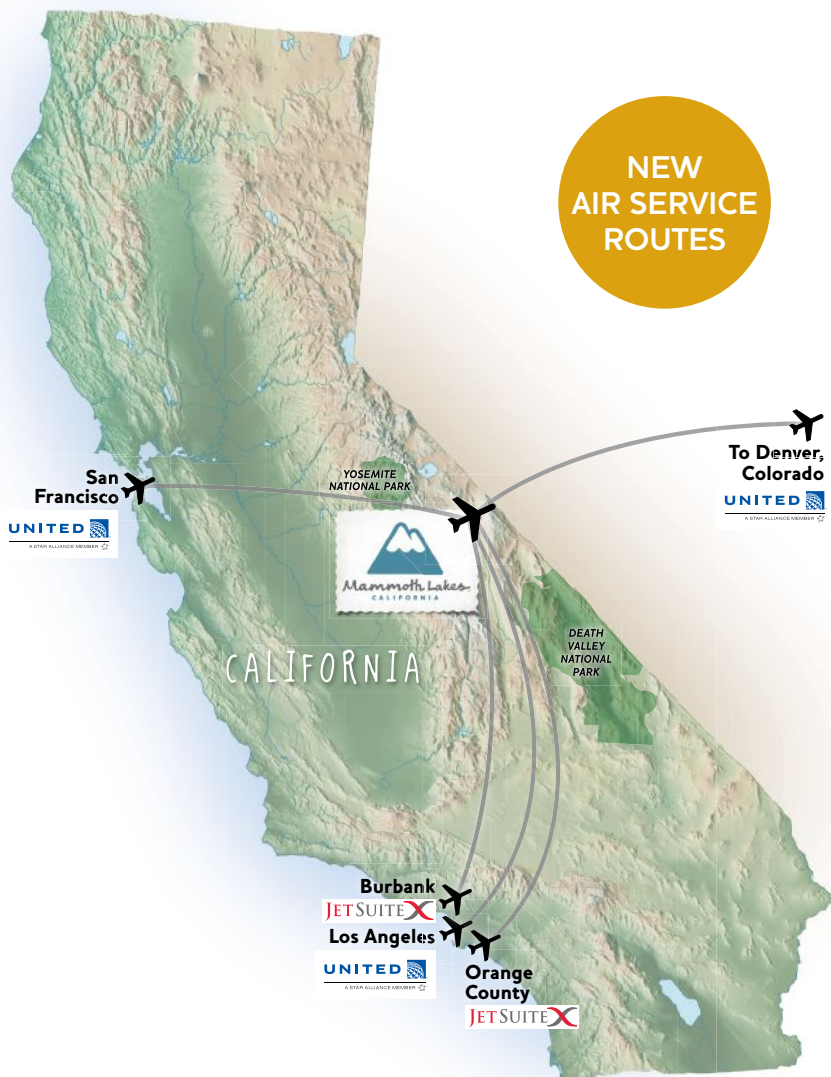 NEW
AIR SERVICE
ROUTES
To Denver,
Colorado
UNITED
A STAR ALLIANCE MEMBER
San
Francisco
UNITED
A STAR ALLIANCE MEMBER
YOSEMITE
NATIONAL PARK
Mammoth Lakes
CALIFORNIA
DEATH
VALLEY
NATIONAL
PARK
CALIFORNIA
Burbank
JETSUITEX
Los Angeles
UNITED
A STAR ALLIANCE MEMBER
Orange
County
JETSUITEX